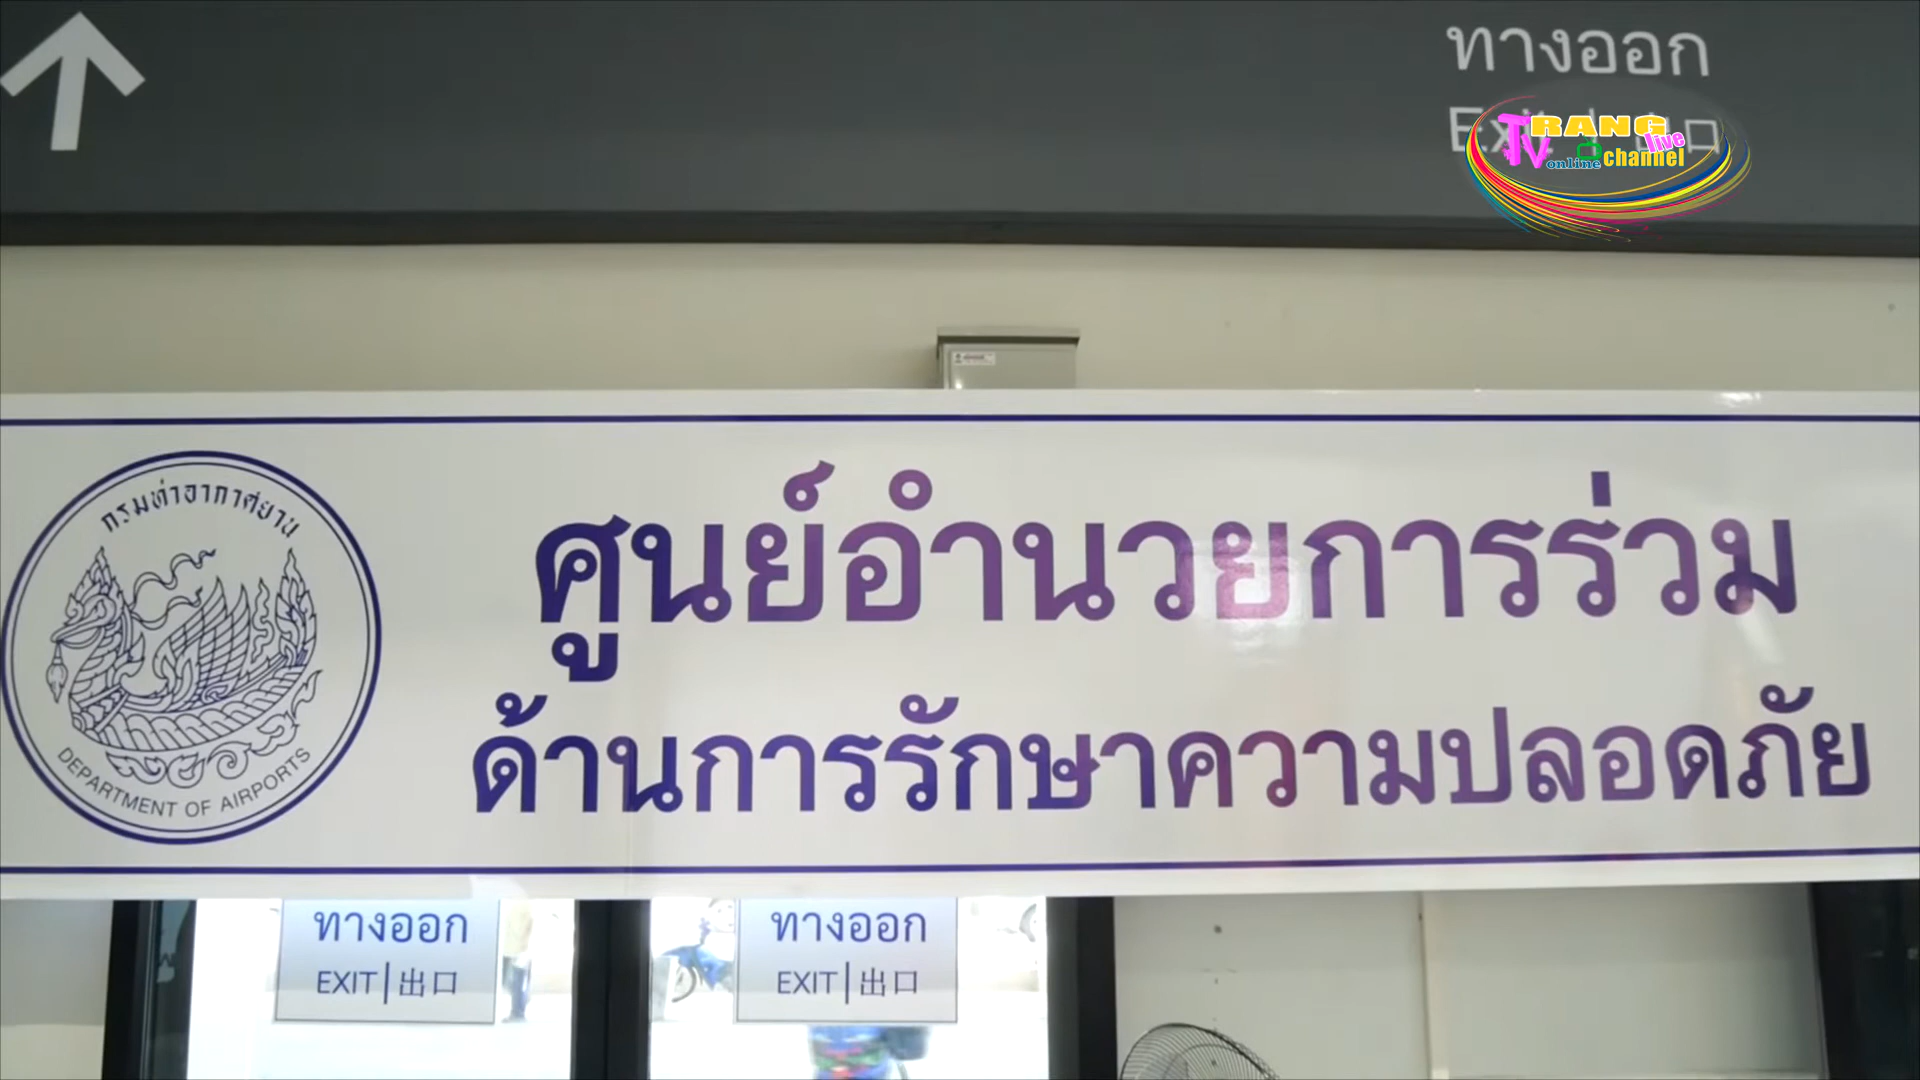 ทางออก
Exit
出口
TRANG
TV online channel live
กรมท่าอากาศยาน
DEPARTMENT OF AIRPORTS
ศูนย์อำนวยการร่วม
ด้านการรักษาความปลอดภัย
ทางออก
EXIT|出口
ทางออก
EXIT|出口